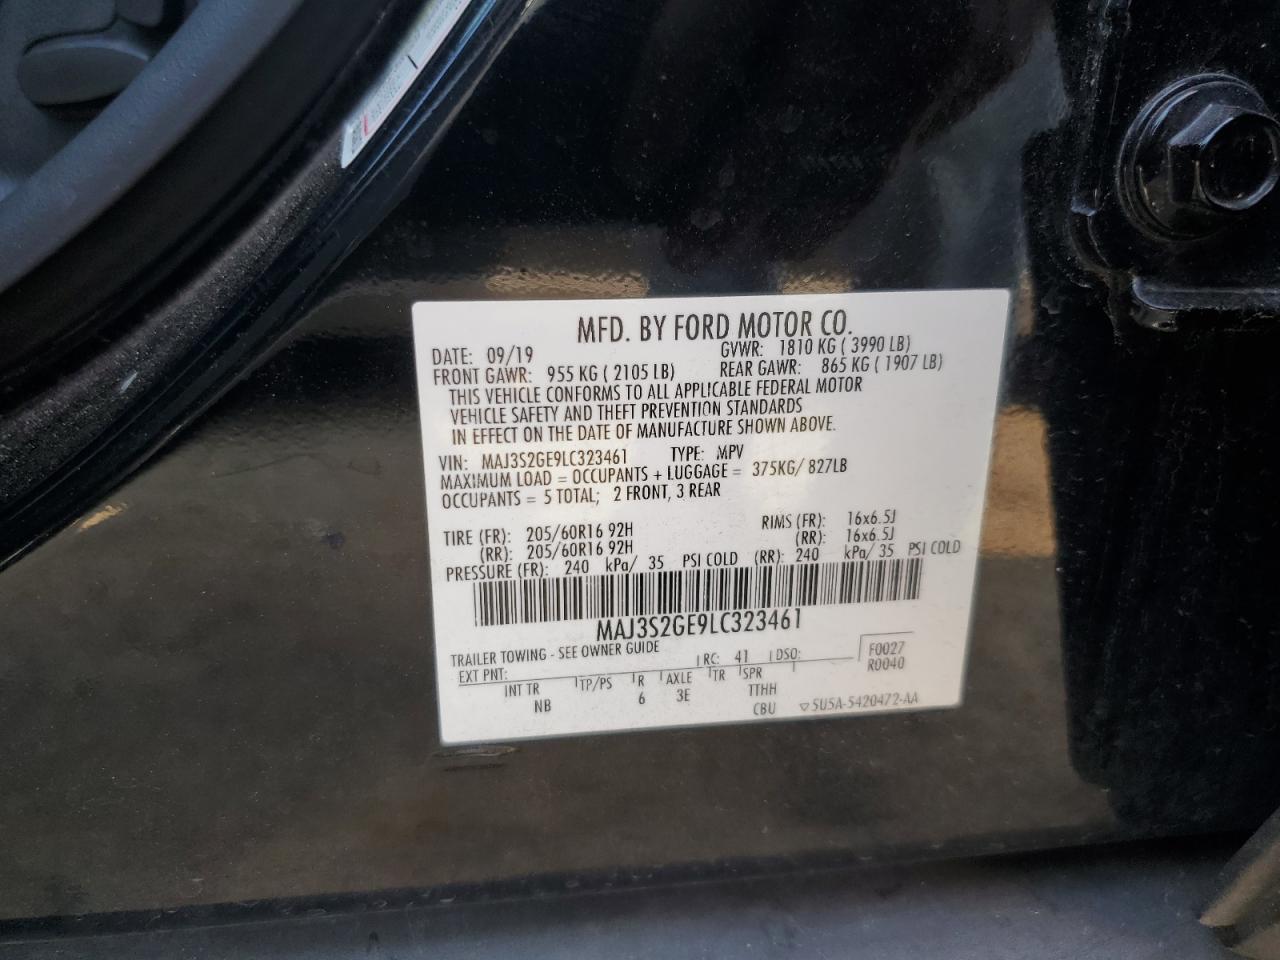 MFD. BY FORD MOTOR CO.
DATE: 09/19 GVWR: 1810 KG ( 3990 LB)
FRONT GAWR: 955 KG ( 2105 LB) REAR GAWR: 865 KG ( 1907 LB)
THIS VEHICLE CONFORMS TO ALL APPLICABLE FEDERAL MOTOR
VEHICLE SAFETY AND THEFT PREVENTION STANDARDS
IN EFFECT ON THE DATE OF MANUFACTURE SHOWN ABOVE.
VIN: MAJ3S2GE9LC323461 TYPE: MPV
MAXIMUM LOAD = OCCUPANTS + LUGGAGE = 375KG/ 827LB
OCCUPANTS = 5 TOTAL; 2 FRONT, 3 REAR
TIRE (FR): 205/60R16 92H RIMS (FR): 16x6.5J
(RR): 205/60R16 92H (RR): 16x6.5J
PRESSURE (FR): 240 kPa/ 35 PSI COLD (RR): 240 kPa/ 35 PSI COLD
MAJ3S2GE9LC323461
TRAILER TOWING - SEE OWNER GUIDE
EXT PNT: RC: 41 DSO: F0027
R0040
INT TR TP/PS R AXLE TR SPR
NB 6 3E TTHH
CBU 5U5A-5420472-AA